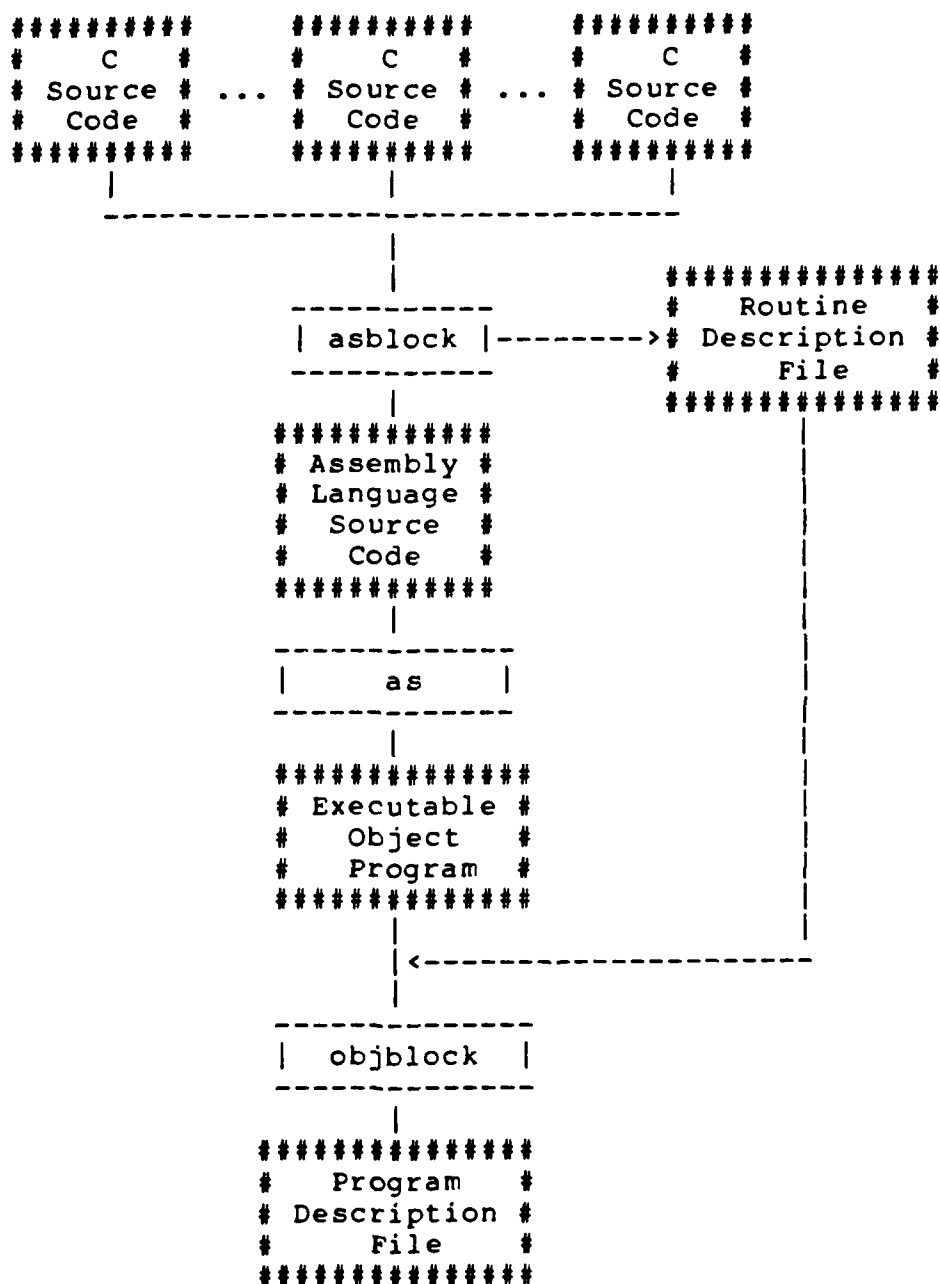 C C C
Source ... Source ... Source
Code Code Code
Routine
asblock Description
File
Assembly
Language
Source
Code
as
Executable
Object
Program
objblock
Program
Description
File